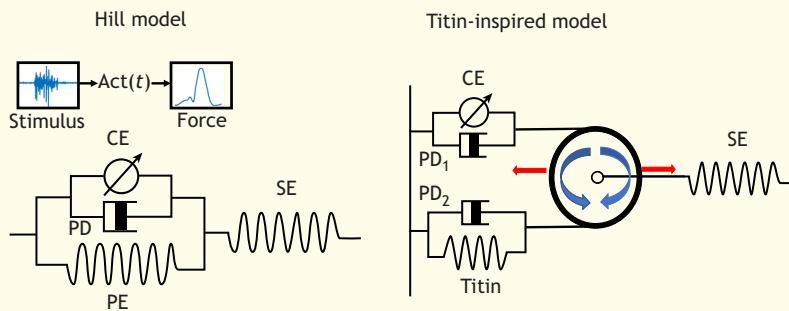 Hill model
Stimulus
Act(t)
Force
CE
PD
PE
SE
Titin-inspired model
CE
PD1
PD2
Titin
SE